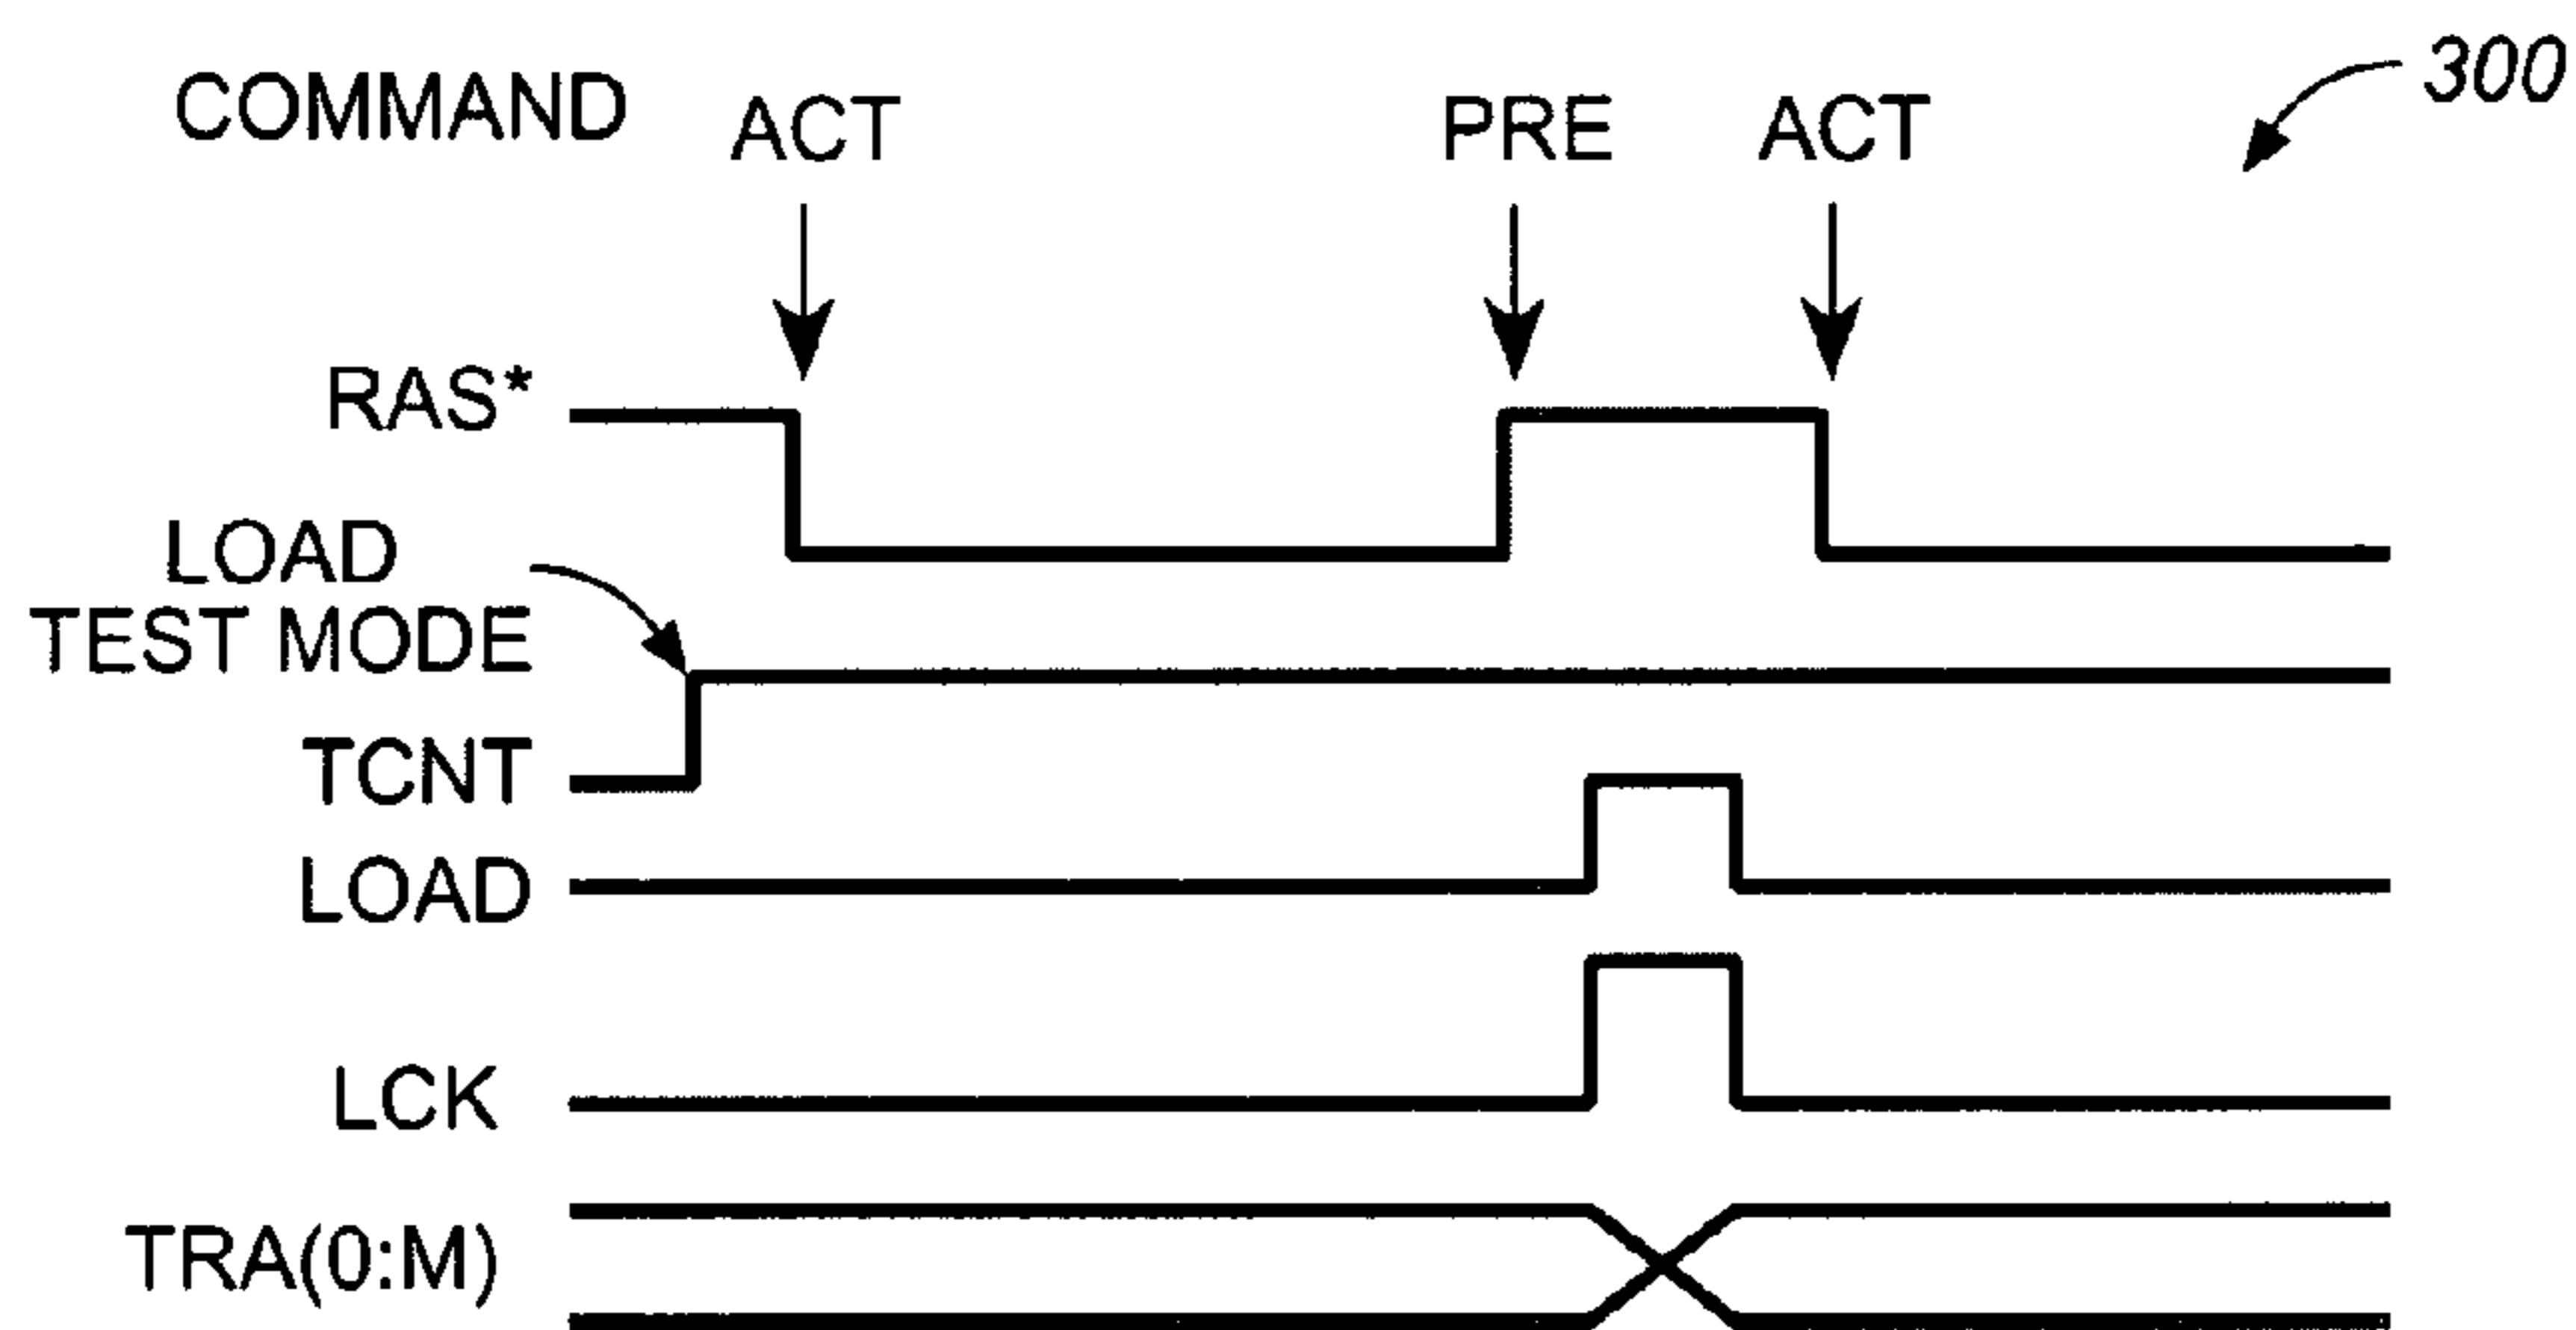 300
COMMAND ACT PRE ACT
RAS*
LOAD
TEST MODE
TCNT
LOAD
LCK
TRA(0:M)